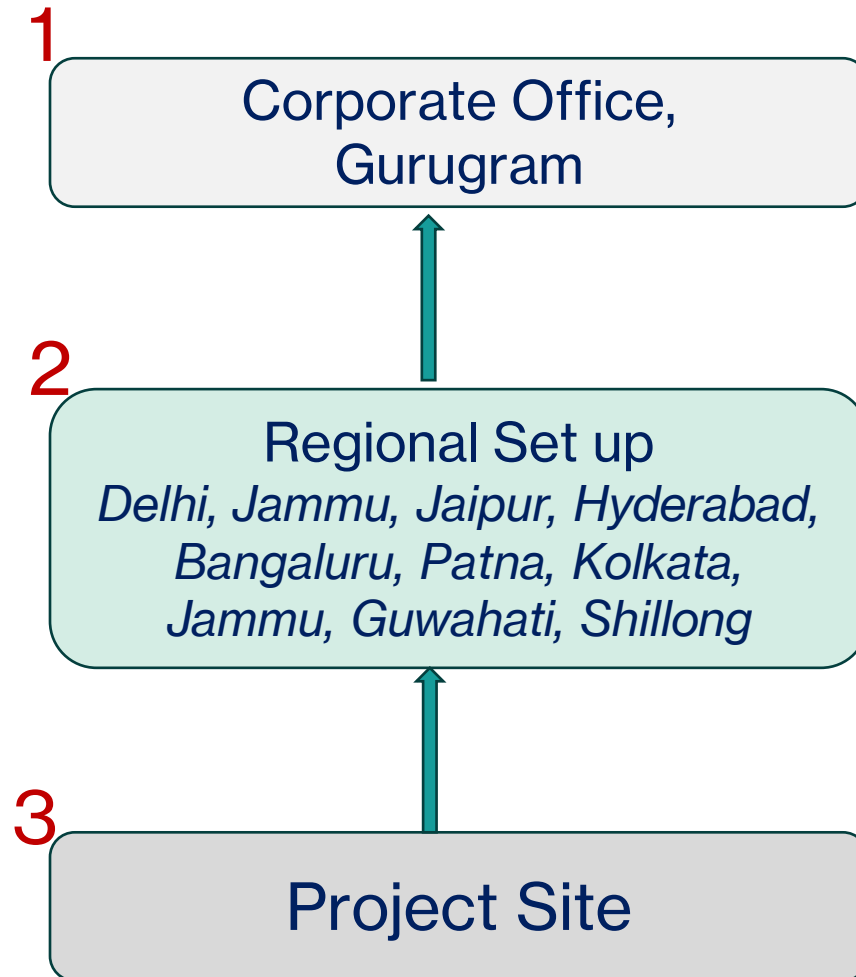 1
Corporate Office,
Gurugram
2
Regional Set up
Delhi, Jammu, Jaipur, Hyderabad,
Bangaluru, Patna, Kolkata,
Jammu, Guwahati, Shillong
3
Project Site